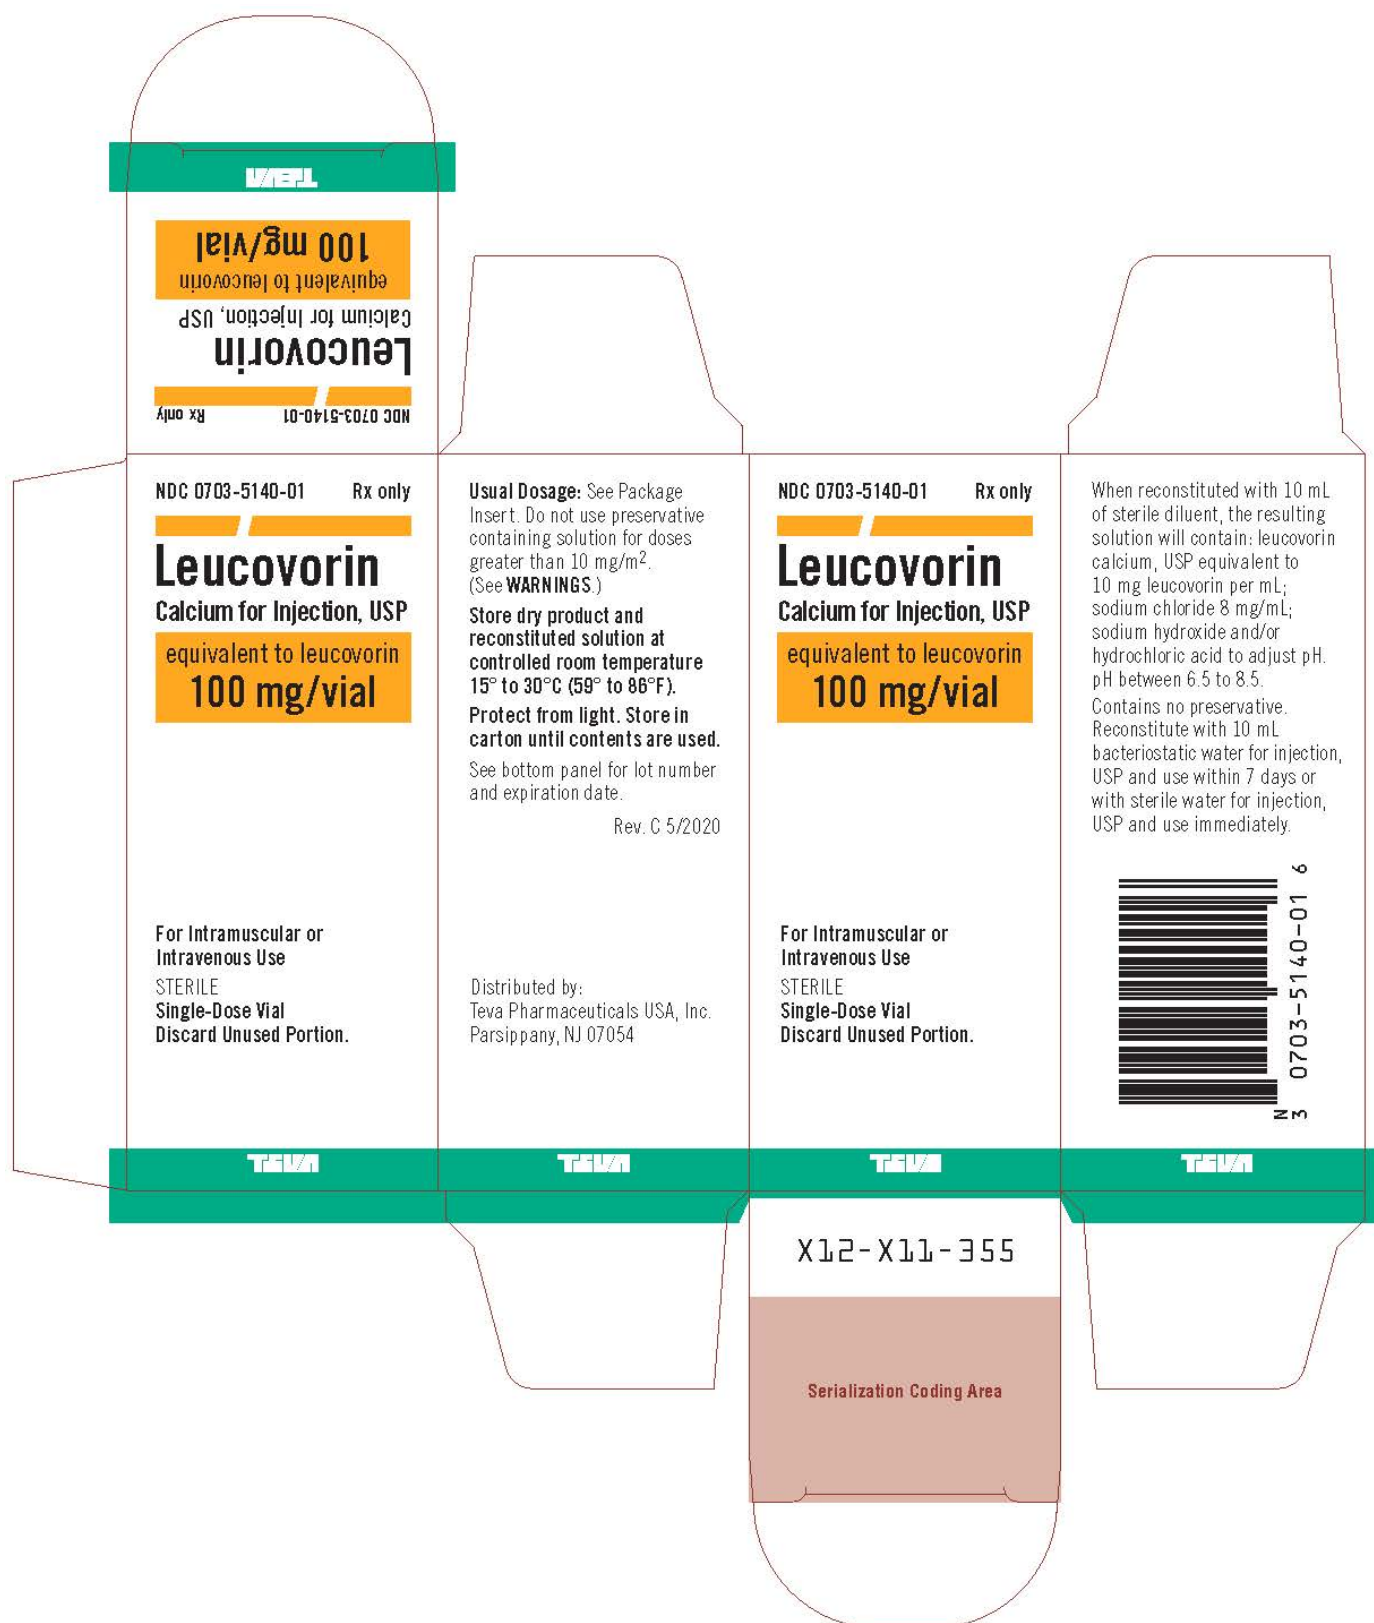 TEVA
100 mg/vial
equivalent to leucovorin
Calcium for Injection, USP
Leucovorin
NDC 0703-5140-01 Rx only
NDC 0703-5140-01 Rx only
Leucovorin
Calcium for Injection, USP
equivalent to leucovorin
100 mg/vial
For Intramuscular or
Intravenous Use
STERILE
Single-Dose Vial
Discard Unused Portion.
TEVA
Usual Dosage: See Package
Insert. Do not use preservative
containing solution for doses
greater than 10 mg/m².
(See WARNINGS.)
Store dry product and
reconstituted solution at
controlled room temperature
15° to 30°C (59° to 86°F).
Protect from light. Store in
carton until contents are used.
See bottom panel for lot number
and expiration date.
Rev. C 5/2020
Distributed by:
Teva Pharmaceuticals USA, Inc.
Parsippany, NJ 07054
TEVA
NDC 0703-5140-01 Rx only
Leucovorin
Calcium for Injection, USP
equivalent to leucovorin
100 mg/vial
For Intramuscular or
Intravenous Use
STERILE
Single-Dose Vial
Discard Unused Portion.
TEVA
X12-X11-355
Serialization Coding Area
When reconstituted with 10 mL
of sterile diluent, the resulting
solution will contain: leucovorin
calcium, USP equivalent to
10 mg leucovorin per mL;
sodium chloride 8 mg/mL;
sodium hydroxide and/or
hydrochloric acid to adjust pH.
pH between 6.5 to 8.5.
Contains no preservative.
Reconstitute with 10 mL
bacteriostatic water for injection,
USP and use within 7 days or
with sterile water for injection,
USP and use immediately.
N
3 0703-5140-01 6
TEVA